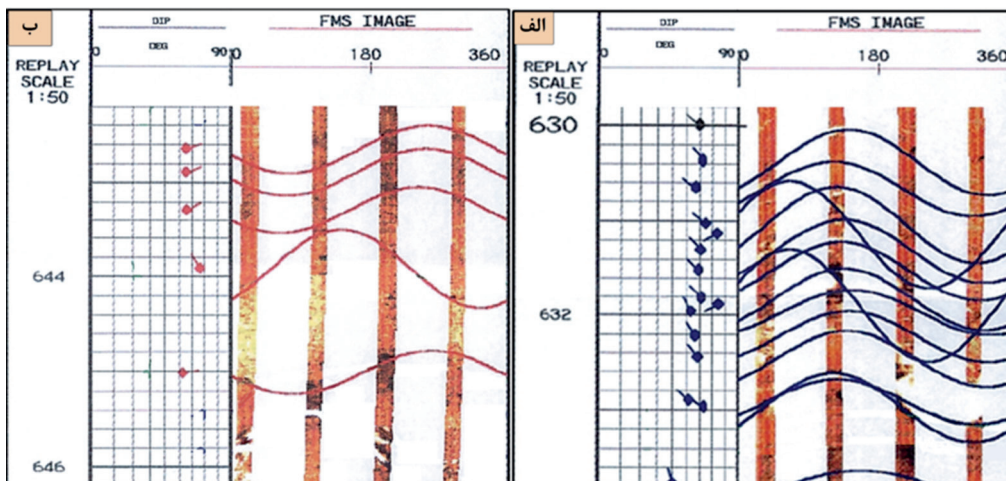 ب
DIP
FMS IMAGE
DEG
0
90
0
180
360
REPLAY
SCALE
1:50
644
646
الف
DIP
FMS IMAGE
DEG
0
90
0
180
360
REPLAY
SCALE
1:50
630
632